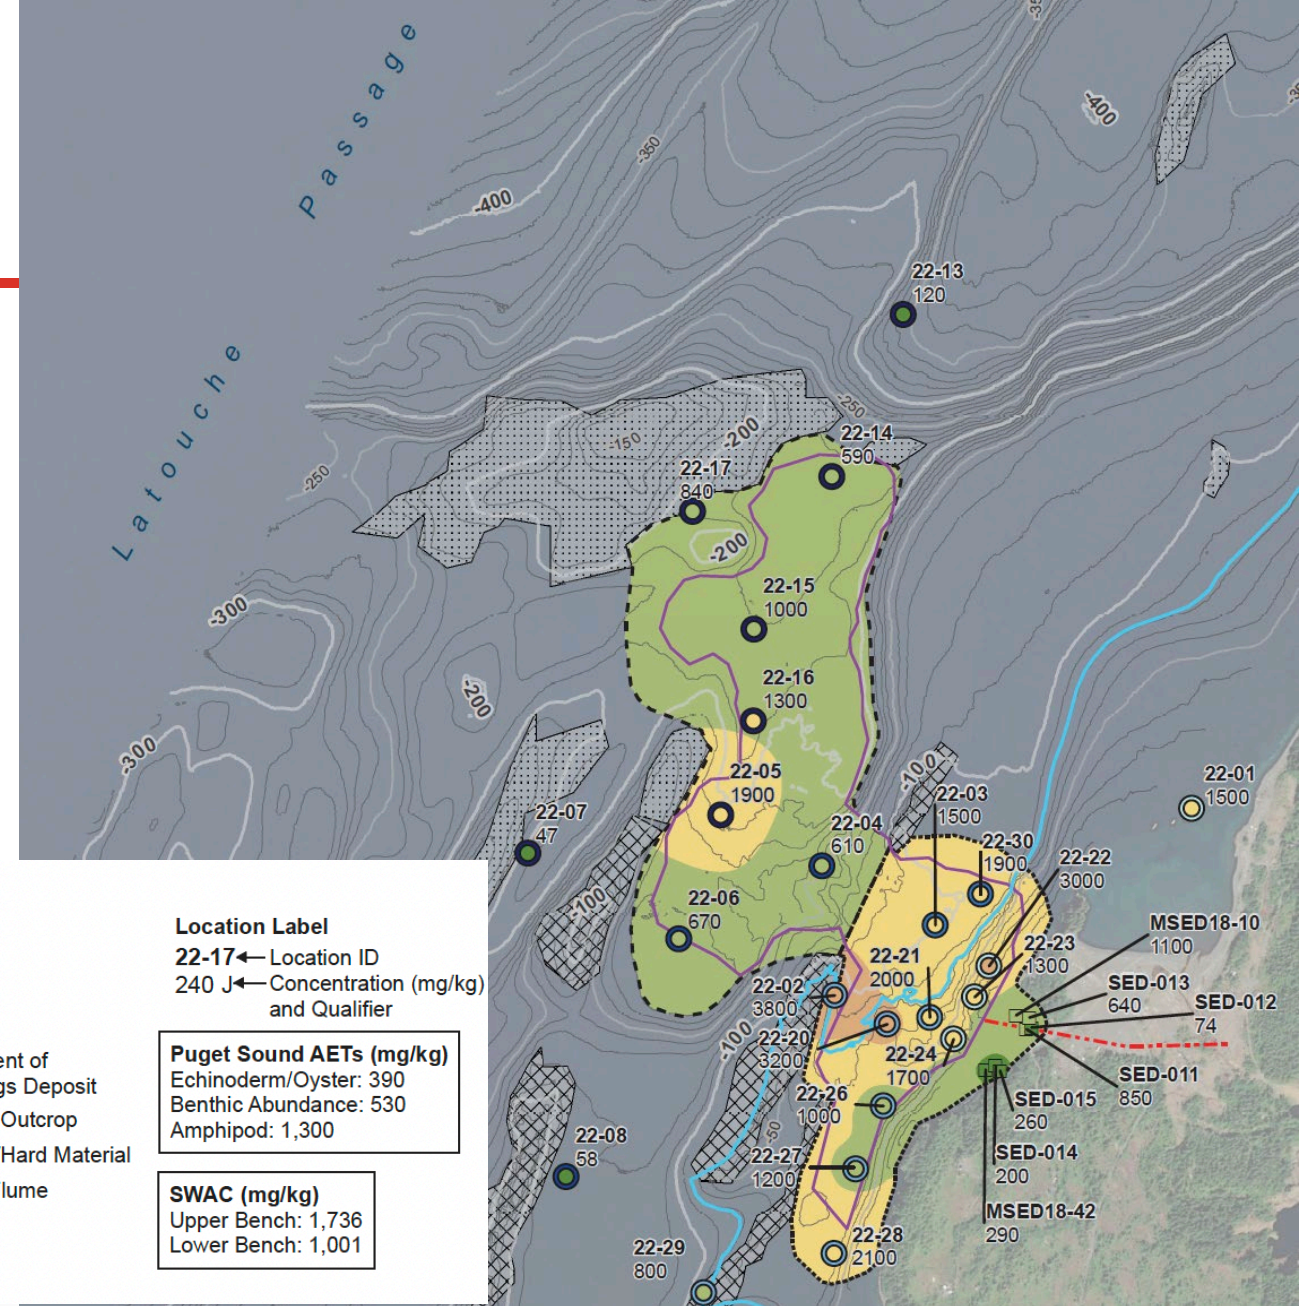 Latouche Passage
-350
-400
-350
-400
22-13
120
-250
-150
-200
22-14
590
-250
22-17
840
-200
22-15
1000
-300
22-16
1300
-200
-300
-100
22-05
1900
22-01
1500
22-03
1500
22-07
47
22-04
610
22-30
1900
22-22
3000
-100
22-06
670
MSED18-10
1100
22-23
1300
22-21
2000
SED-013
640
22-02
3800
SED-012
74
-100
22-20
3200
22-24
1700
SED-011
850
22-26
1000
SED-015
260
-50
22-08
58
22-27
1200
SED-014
200
MSED18-42
290
22-28
2100
22-29
800
Location Label
22-17 Location ID
240 J Concentration (mg/kg)
and Qualifier
Puget Sound AETs (mg/kg)
Echinoderm/Oyster: 390
Benthic Abundance: 530
Amphipod: 1,300
SWAC (mg/kg)
Upper Bench: 1,736
Lower Bench: 1,001
ent of
gs Deposit
Outcrop
/Hard Material
lume